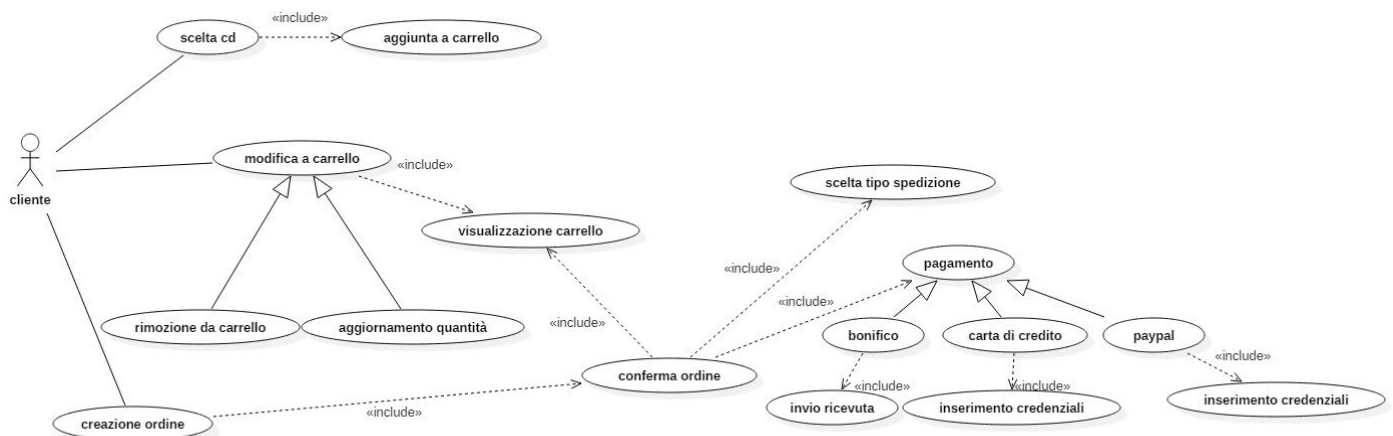 «include»
scelta cd
aggiunta a carrello
modifica a carrello
«include»
cliente
scelta tipo spedizione
visualizzazione carrello
pagamento
«include»
«include»
rimozione da carrello
aggiornamento quantità
«include»
bonifico
carta di credito
paypal
«include»
conferma ordine
«include»
«include»
inserimento credenziali
invio ricevuta
inserimento credenziali
«include»
creazione ordine